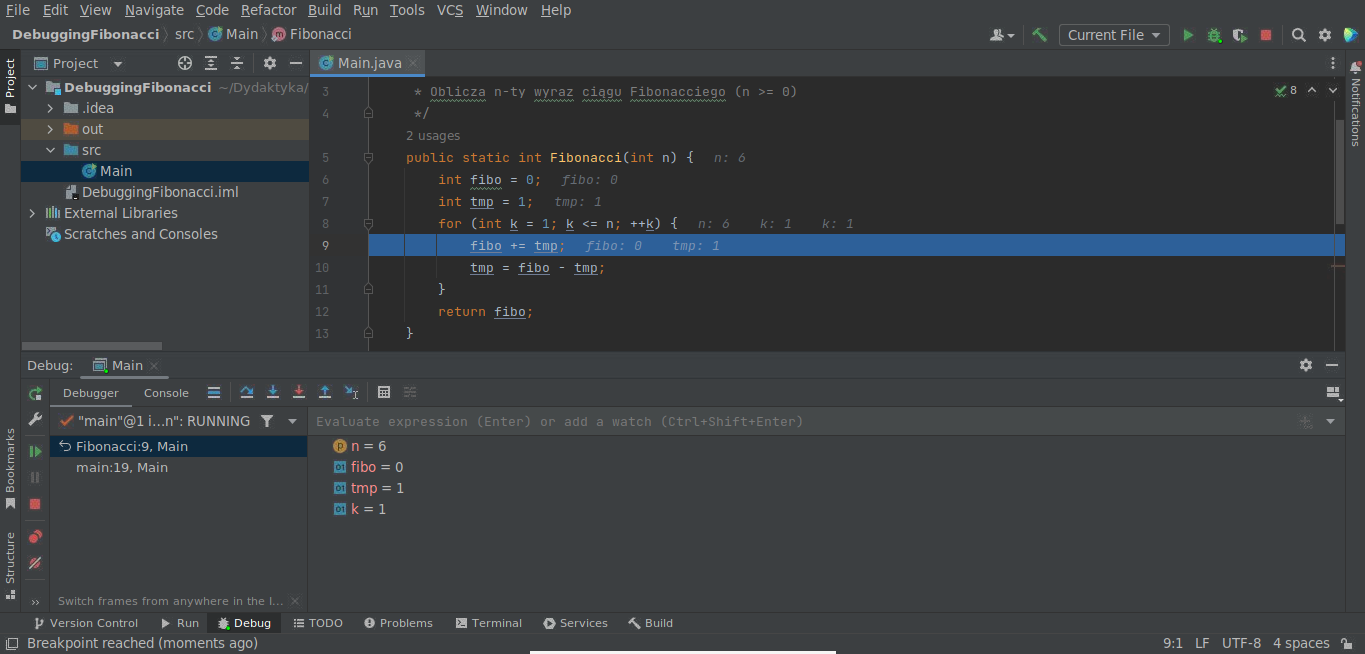 File Edit View Navigate Code Refactor Build Run Tools VCS Window Help
DebuggingFibonacci src Main Fibonacci
Current File
Project
Project
Main.java
Notifications
DebuggingFibonacci ~/Dydaktyka/
.idea
out
src
Main
DebuggingFibonacci.iml
External Libraries
Scratches and Consoles
3 * Oblicza n-ty wyraz ciągu Fibonacciego (n >= 0)
8
4 */
2 usages
5 public static int Fibonacci(int n) { n: 6
6 int fibo = 0; fibo: 0
7 int tmp = 1; tmp: 1
8 for (int k = 1; k <= n; ++k) { n: 6 k: 1 k: 1
9 fibo += tmp; fibo: 0 tmp: 1
10 tmp = fibo - tmp;
11 }
12 return fibo;
13 }
Debug: Main
Debugger Console
"main"@1 i...n": RUNNING
Evaluate expression (Enter) or add a watch (Ctrl+Shift+Enter)
Fibonacci:9, Main
main:19, Main
n = 6
fibo = 0
tmp = 1
k = 1
Bookmarks
Structure
Switch frames from anywhere in the I...
Version Control Run Debug TODO Problems Terminal Services Build
Breakpoint reached (moments ago)
9:1 LF UTF-8 4 spaces